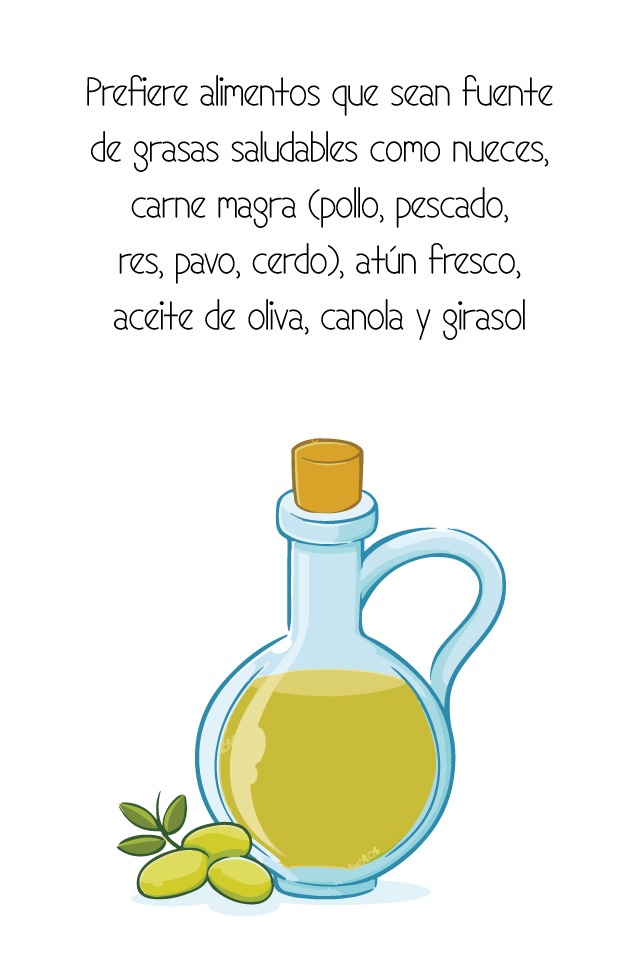 Prefiere alimentos que sean fuente
de grasas saludables como nueces,
carne magra (pollo, pescado,
res, pavo, cerdo), atún fresco,
aceite de oliva, canola y girasol